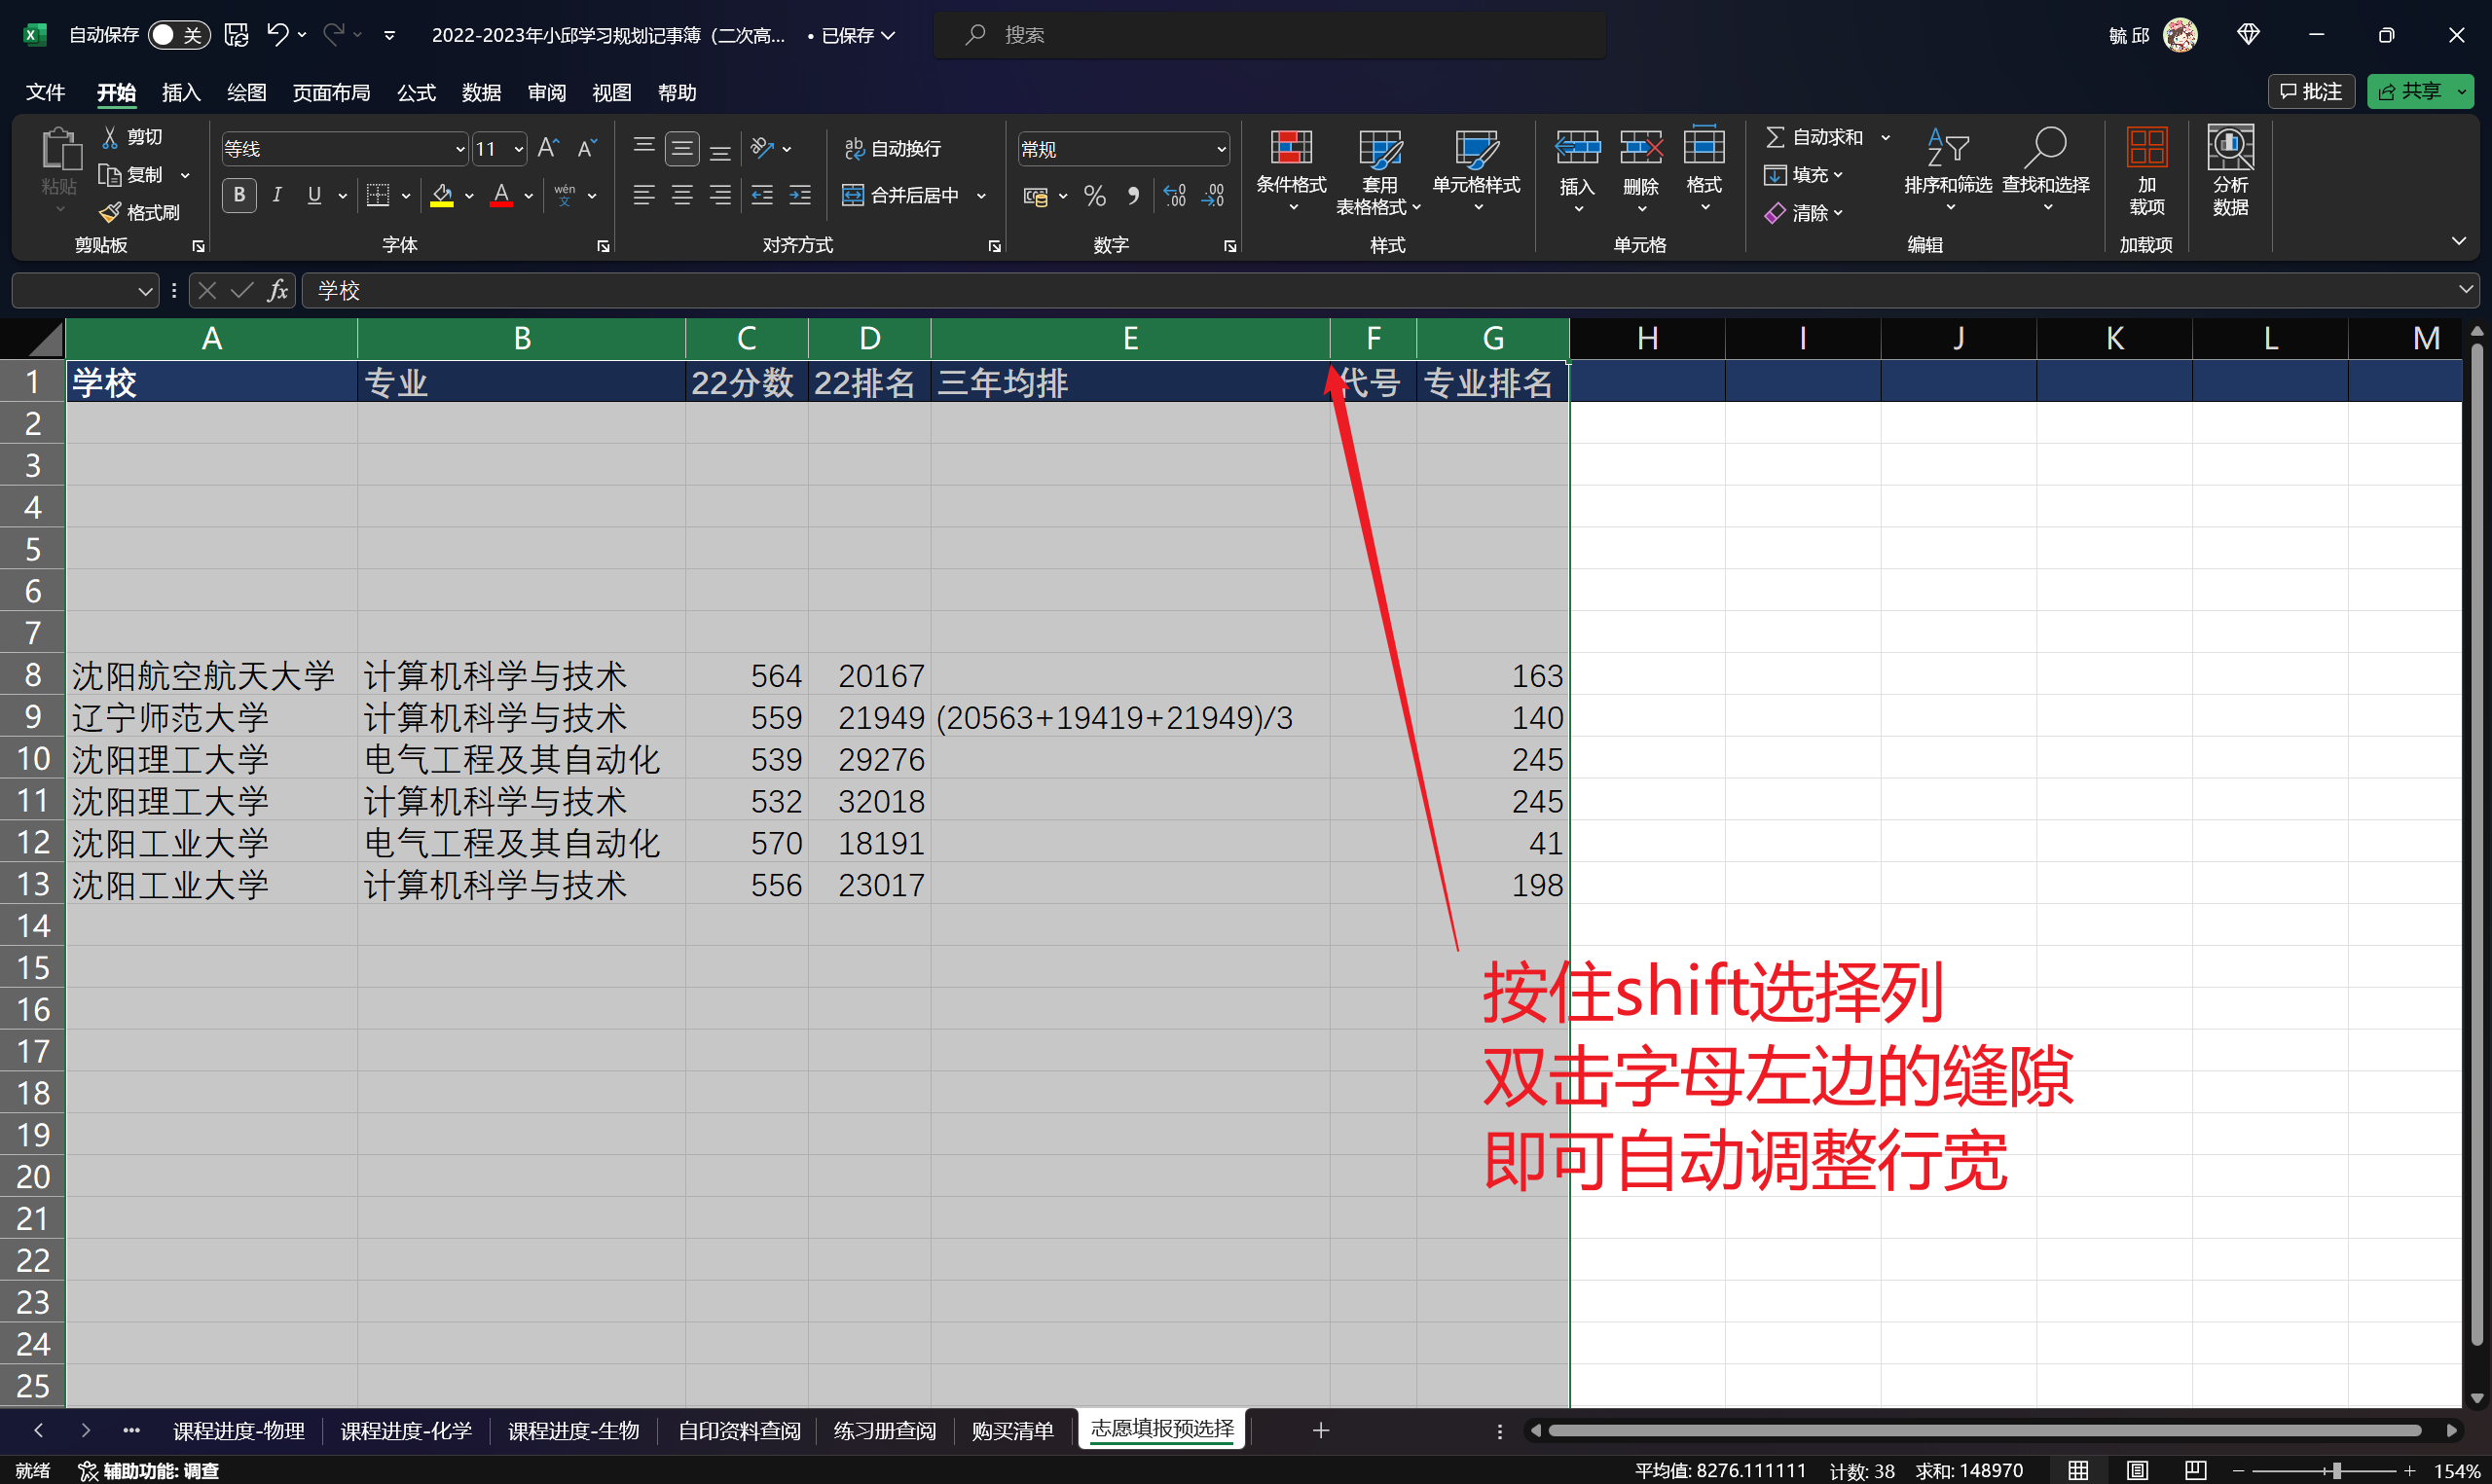 自动保存 关 2022-2023年小邱学习规划记事簿（二次高... • 已保存 搜索 毓 邱
文件 开始 插入 绘图 页面布局 公式 数据 审阅 视图 帮助 批注 共享
粘贴 剪切 复制 格式刷
剪贴板
等线 11
B I U A wén 文
字体
自动换行
合并后居中
对齐方式
常规
数字
条件格式 套用表格格式 单元格样式
样式
插入 删除 格式
单元格
自动求和 填充 清除 排序和筛选 查找和选择
编辑
加载项
加载项
分析数据
fx 学校
A B C D E F G H I J K L M
1 学校 专业 22分数 22排名 三年均排 代号 专业排名
2
3
4
5
6
7
8 沈阳航空航天大学 计算机科学与技术 564 20167 163
9 辽宁师范大学 计算机科学与技术 559 21949 (20563+19419+21949)/3 140
10 沈阳理工大学 电气工程及其自动化 539 29276 245
11 沈阳理工大学 计算机科学与技术 532 32018 245
12 沈阳工业大学 电气工程及其自动化 570 18191 41
13 沈阳工业大学 计算机科学与技术 556 23017 198
14
15
16
17
18
19
20
21
22
23
24
25
按住shift选择列
双击字母左边的缝隙
即可自动调整行宽
课程进度-物理 课程进度-化学 课程进度-生物 自印资料查阅 练习册查阅 购买清单 志愿填报预选择
就绪 辅助功能: 调查 平均值: 8276.111111 计数: 38 求和: 148970 154%